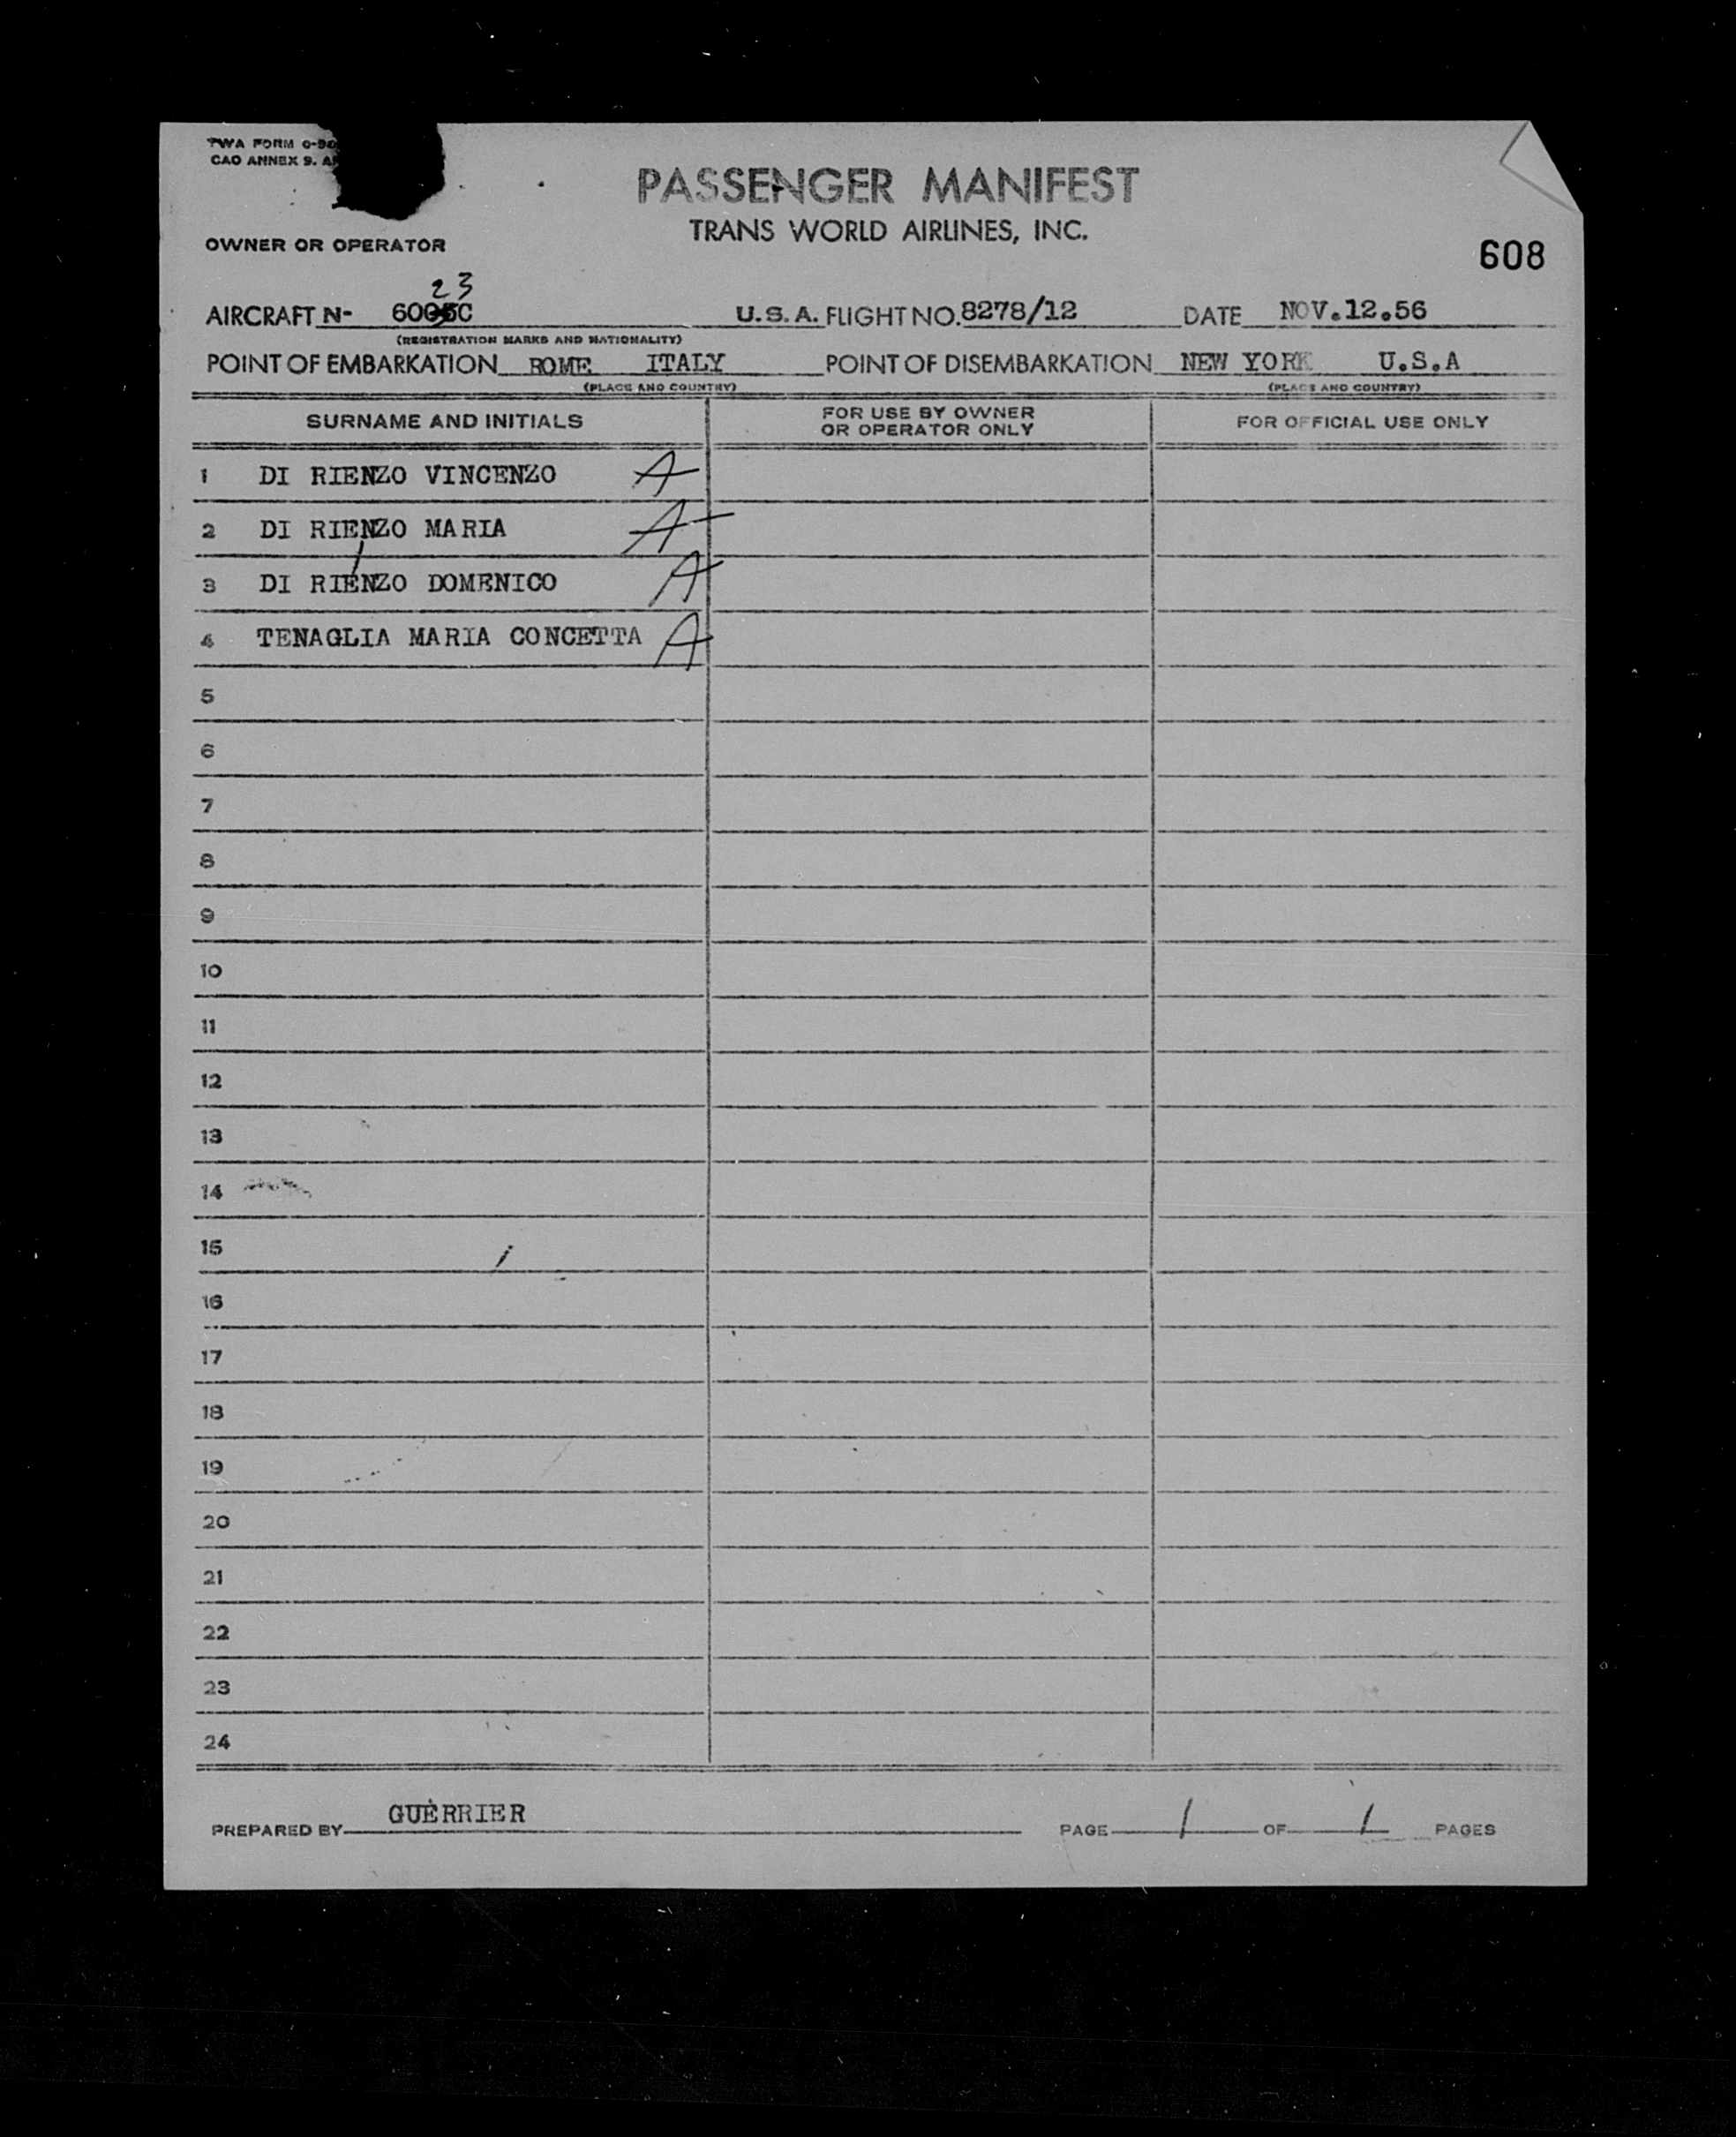 TWA FORM O-
CAO ANNEX 9. A
PASSENGER MANIFEST
TRANS WORLD AIRLINES, INC.
OWNER OR OPERATOR
608
23
AIRCRAFT N- 6005C U.S.A. FLIGHT NO. 8278/12 DATE NOV.12.56
(REGISTRATION MARKS AND NATIONALITY)
POINT OF EMBARKATION ROME ITALY POINT OF DISEMBARKATION NEW YORK U.S.A
(PLACE AND COUNTRY) (PLACE AND COUNTRY)
SURNAME AND INITIALS FOR USE BY OWNER OR OPERATOR ONLY FOR OFFICIAL USE ONLY
1 DI RIENZO VINCENZO A
2 DI RIENZO MARIA A
3 DI RIENZO DOMENICO A
4 TENAGLIA MARIA CONCETTA A
5
6
7
8
9
10
11
12
13
14
15
16
17
18
19
20
21
22
23
24
PREPARED BY GUERRIER PAGE 1 OF 1 PAGES